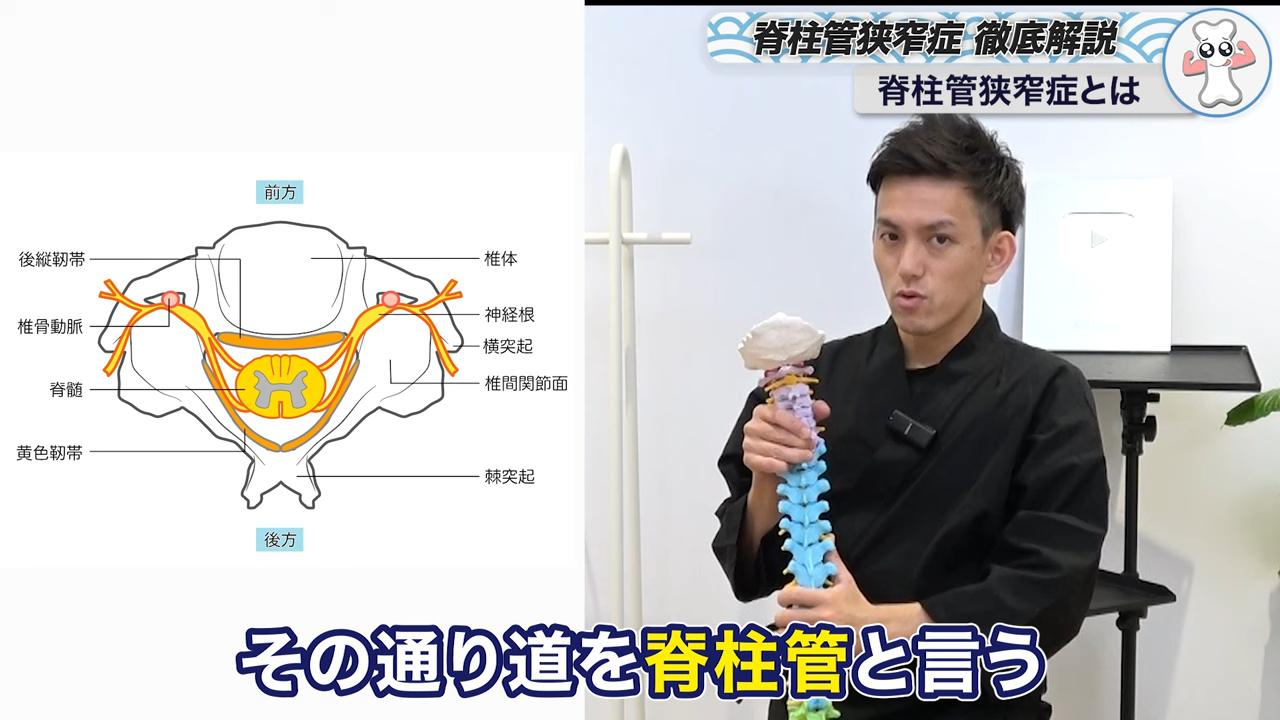 脊柱管狭窄症 徹底解説
脊柱管狭窄症とは
前方
後縦靭帯
椎体
椎骨動脈
神経根
横突起
脊髄
椎間関節面
黄色靭帯
棘突起
後方
その通り道を脊柱管と言う